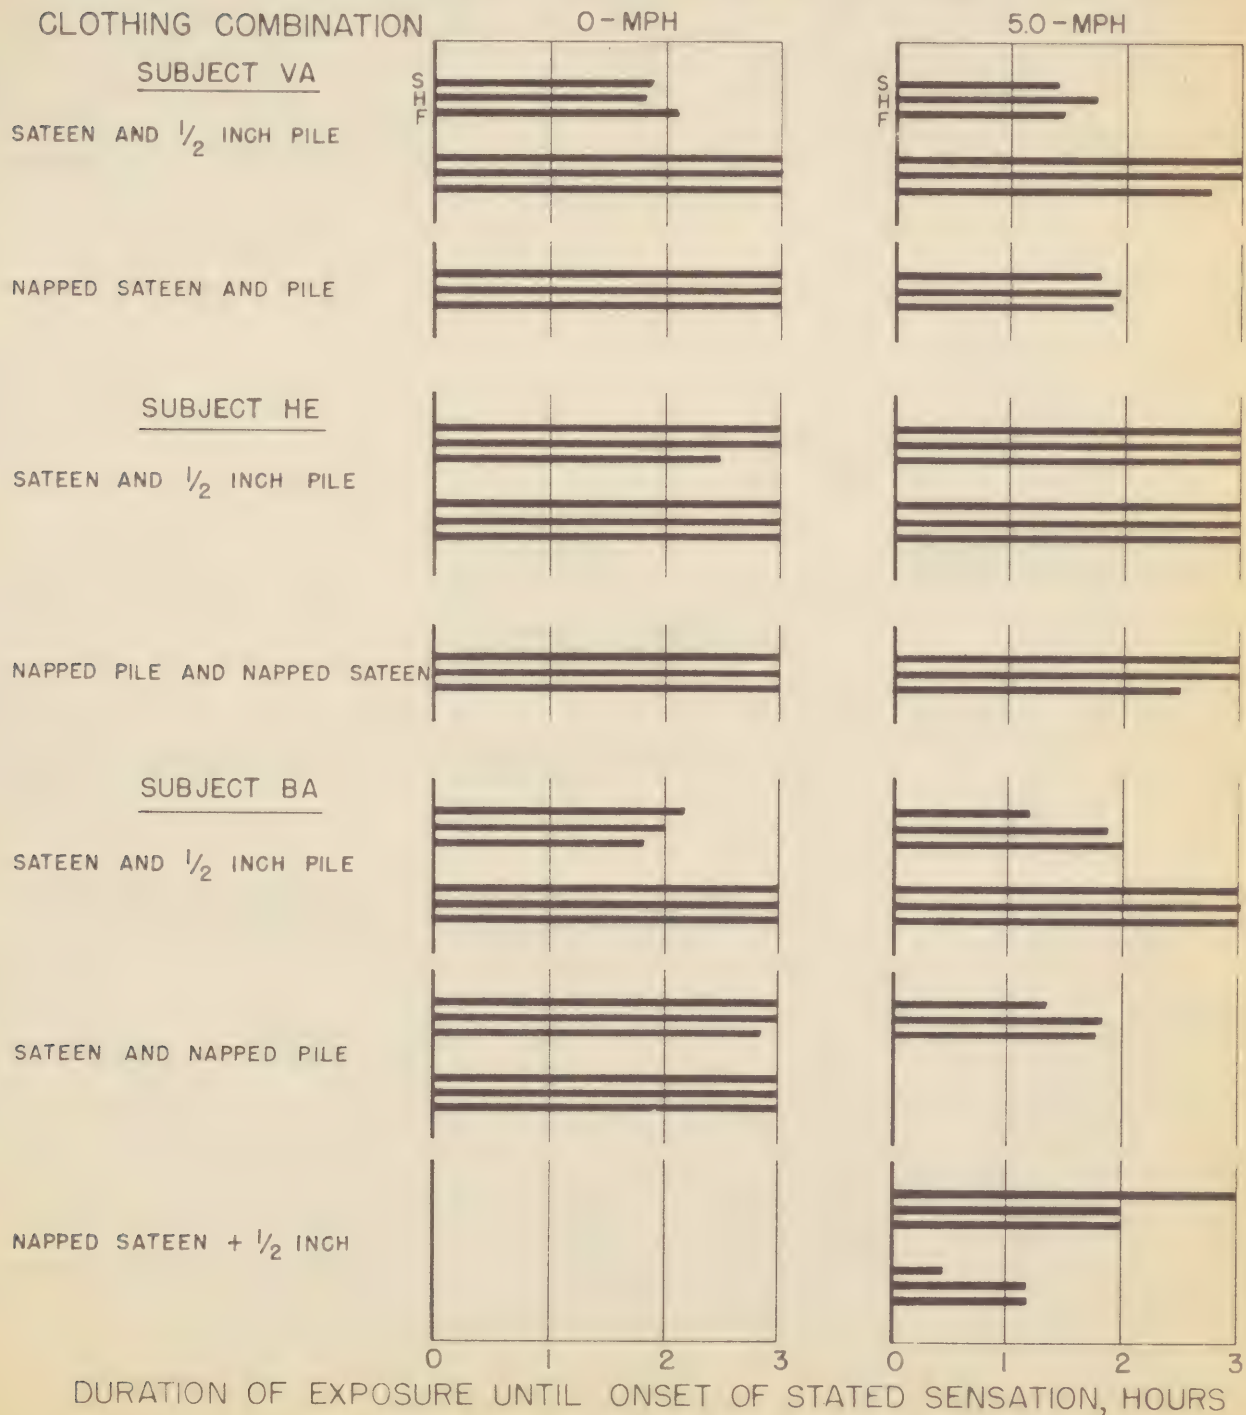 CLOTHING COMBINATION
0-MPH
5.0-MPH
SUBJECT VA
S
H
F
S
H
F
SATEEN AND 1/2 INCH PILE
NAPPED SATEEN AND PILE
SUBJECT HE
SATEEN AND 1/2 INCH PILE
NAPPED PILE AND NAPPED SATEEN
SUBJECT BA
SATEEN AND 1/2 INCH PILE
SATEEN AND NAPPED PILE
NAPPED SATEEN + 1/2 INCH
0 1 2 3
0 1 2 3
DURATION OF EXPOSURE UNTIL ONSET OF STATED SENSATION, HOURS